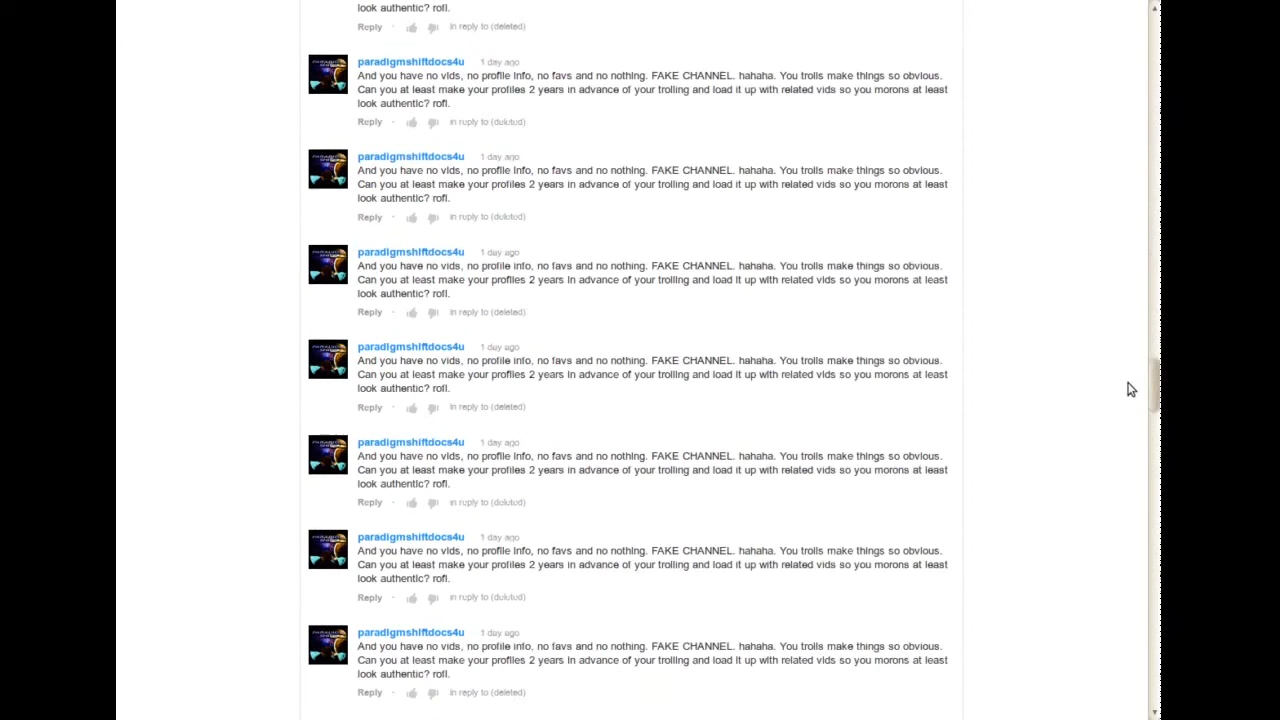 look authentic? rofl.
Reply · in reply to (deleted)
paradigmshiftdocs4u 1 day ago
And you have no vids, no profile info, no favs and no nothing. FAKE CHANNEL. hahaha. You trolls make things so obvious.
Can you at least make your profiles 2 years in advance of your trolling and load it up with related vids so you morons at least
look authentic? rofl.
Reply · in reply to (deleted)
paradigmshiftdocs4u 1 day ago
And you have no vids, no profile info, no favs and no nothing. FAKE CHANNEL. hahaha. You trolls make things so obvious.
Can you at least make your profiles 2 years in advance of your trolling and load it up with related vids so you morons at least
look authentic? rofl.
Reply · in reply to (deleted)
paradigmshiftdocs4u 1 day ago
And you have no vids, no profile info, no favs and no nothing. FAKE CHANNEL. hahaha. You trolls make things so obvious.
Can you at least make your profiles 2 years in advance of your trolling and load it up with related vids so you morons at least
look authentic? rofl.
Reply · in reply to (deleted)
paradigmshiftdocs4u 1 day ago
And you have no vids, no profile info, no favs and no nothing. FAKE CHANNEL. hahaha. You trolls make things so obvious.
Can you at least make your profiles 2 years in advance of your trolling and load it up with related vids so you morons at least
look authentic? rofl.
Reply · in reply to (deleted)
paradigmshiftdocs4u 1 day ago
And you have no vids, no profile info, no favs and no nothing. FAKE CHANNEL. hahaha. You trolls make things so obvious.
Can you at least make your profiles 2 years in advance of your trolling and load it up with related vids so you morons at least
look authentic? rofl.
Reply · in reply to (deleted)
paradigmshiftdocs4u 1 day ago
And you have no vids, no profile info, no favs and no nothing. FAKE CHANNEL. hahaha. You trolls make things so obvious.
Can you at least make your profiles 2 years in advance of your trolling and load it up with related vids so you morons at least
look authentic? rofl.
Reply · in reply to (deleted)
paradigmshiftdocs4u 1 day ago
And you have no vids, no profile info, no favs and no nothing. FAKE CHANNEL. hahaha. You trolls make things so obvious.
Can you at least make your profiles 2 years in advance of your trolling and load it up with related vids so you morons at least
look authentic? rofl.
Reply · in reply to (deleted)